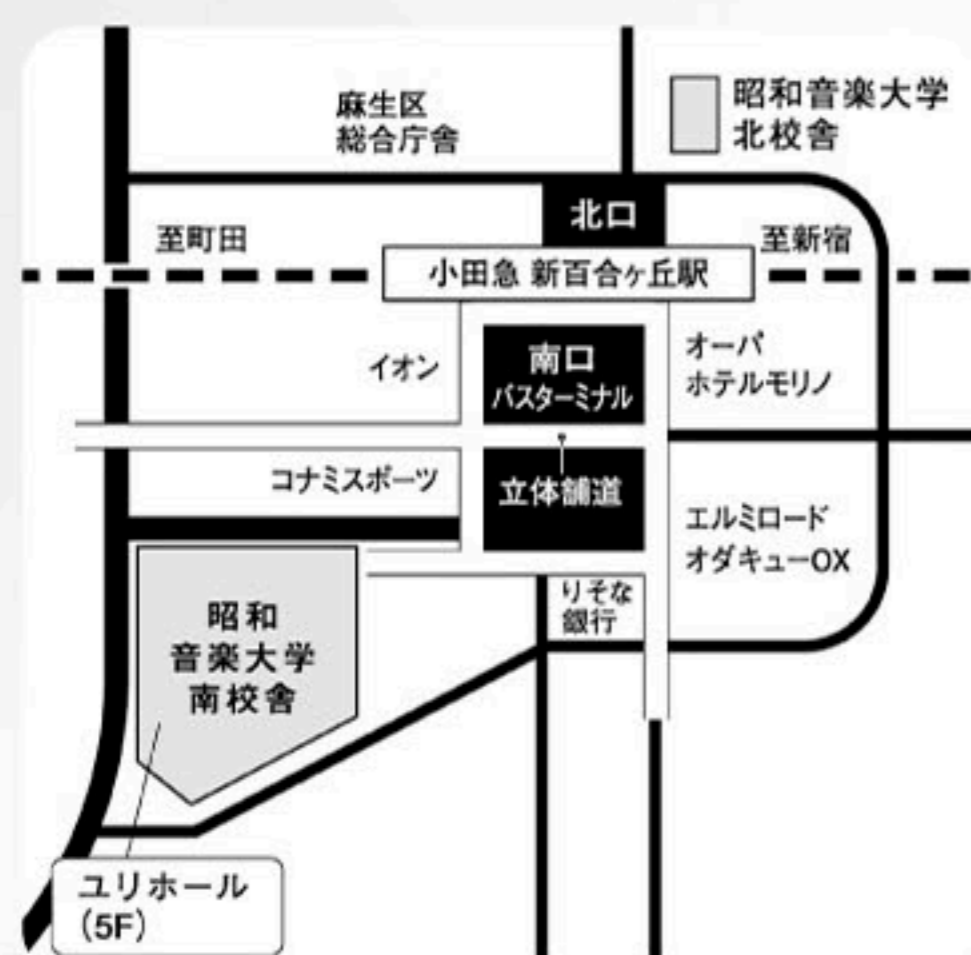 麻生区
総合庁舎
昭和音楽大学
北校舎
北口
至町田
至新宿
小田急 新百合ヶ丘駅
イオン
南口
バスターミナル
オーパ
ホテルモリノ
コナミスポーツ
立体舗道
エルミロード
オダキューOX
りそな
銀行
昭和
音楽大学
南校舎
ユリホール
(5F)